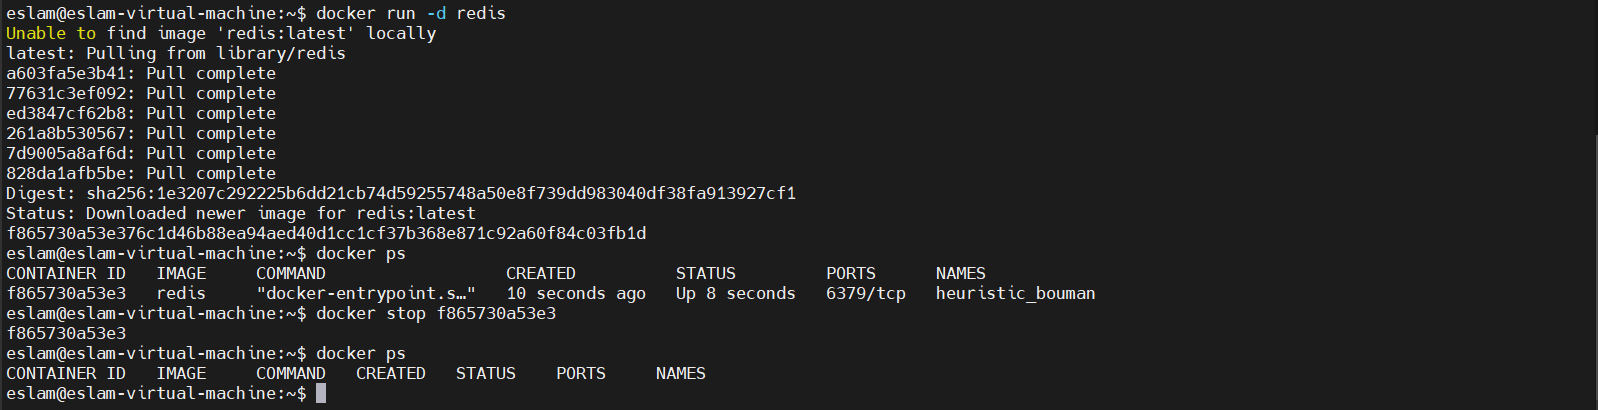 eslam@eslam-virtual-machine:~$ docker run -d redis
Unable to find image 'redis:latest' locally
latest: Pulling from library/redis
a603fa5e3b41: Pull complete
77631c3ef092: Pull complete
ed3847cf62b8: Pull complete
261a8b530567: Pull complete
7d9005a8af6d: Pull complete
828da1afb5be: Pull complete
Digest: sha256:1e3207c292225b6dd21cb74d59255748a50e8f739dd983040df38fa913927cf1
Status: Downloaded newer image for redis:latest
f865730a53e376c1d46b88ea94aed40d1cc1cf37b368e871c92a60f84c03fb1d
eslam@eslam-virtual-machine:~$ docker ps
CONTAINER ID   IMAGE     COMMAND                  CREATED          STATUS         PORTS      NAMES
f865730a53e3   redis     "docker-entrypoint.s…"   10 seconds ago   Up 8 seconds   6379/tcp   heuristic_bouman
eslam@eslam-virtual-machine:~$ docker stop f865730a53e3
f865730a53e3
eslam@eslam-virtual-machine:~$ docker ps
CONTAINER ID   IMAGE     COMMAND   CREATED   STATUS    PORTS     NAMES
eslam@eslam-virtual-machine:~$